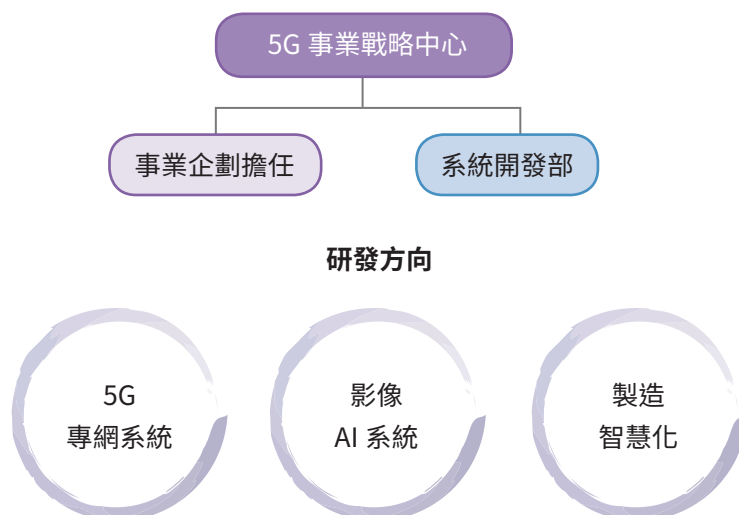 5G 事業戰略中心
事業企劃擔任
系統開發部
研發方向
5G
專網系統
影像
AI 系統
製造
智慧化